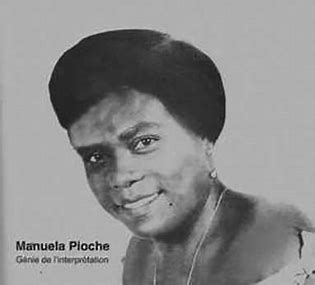 Manuela Pioche
Génie de l'interprétation